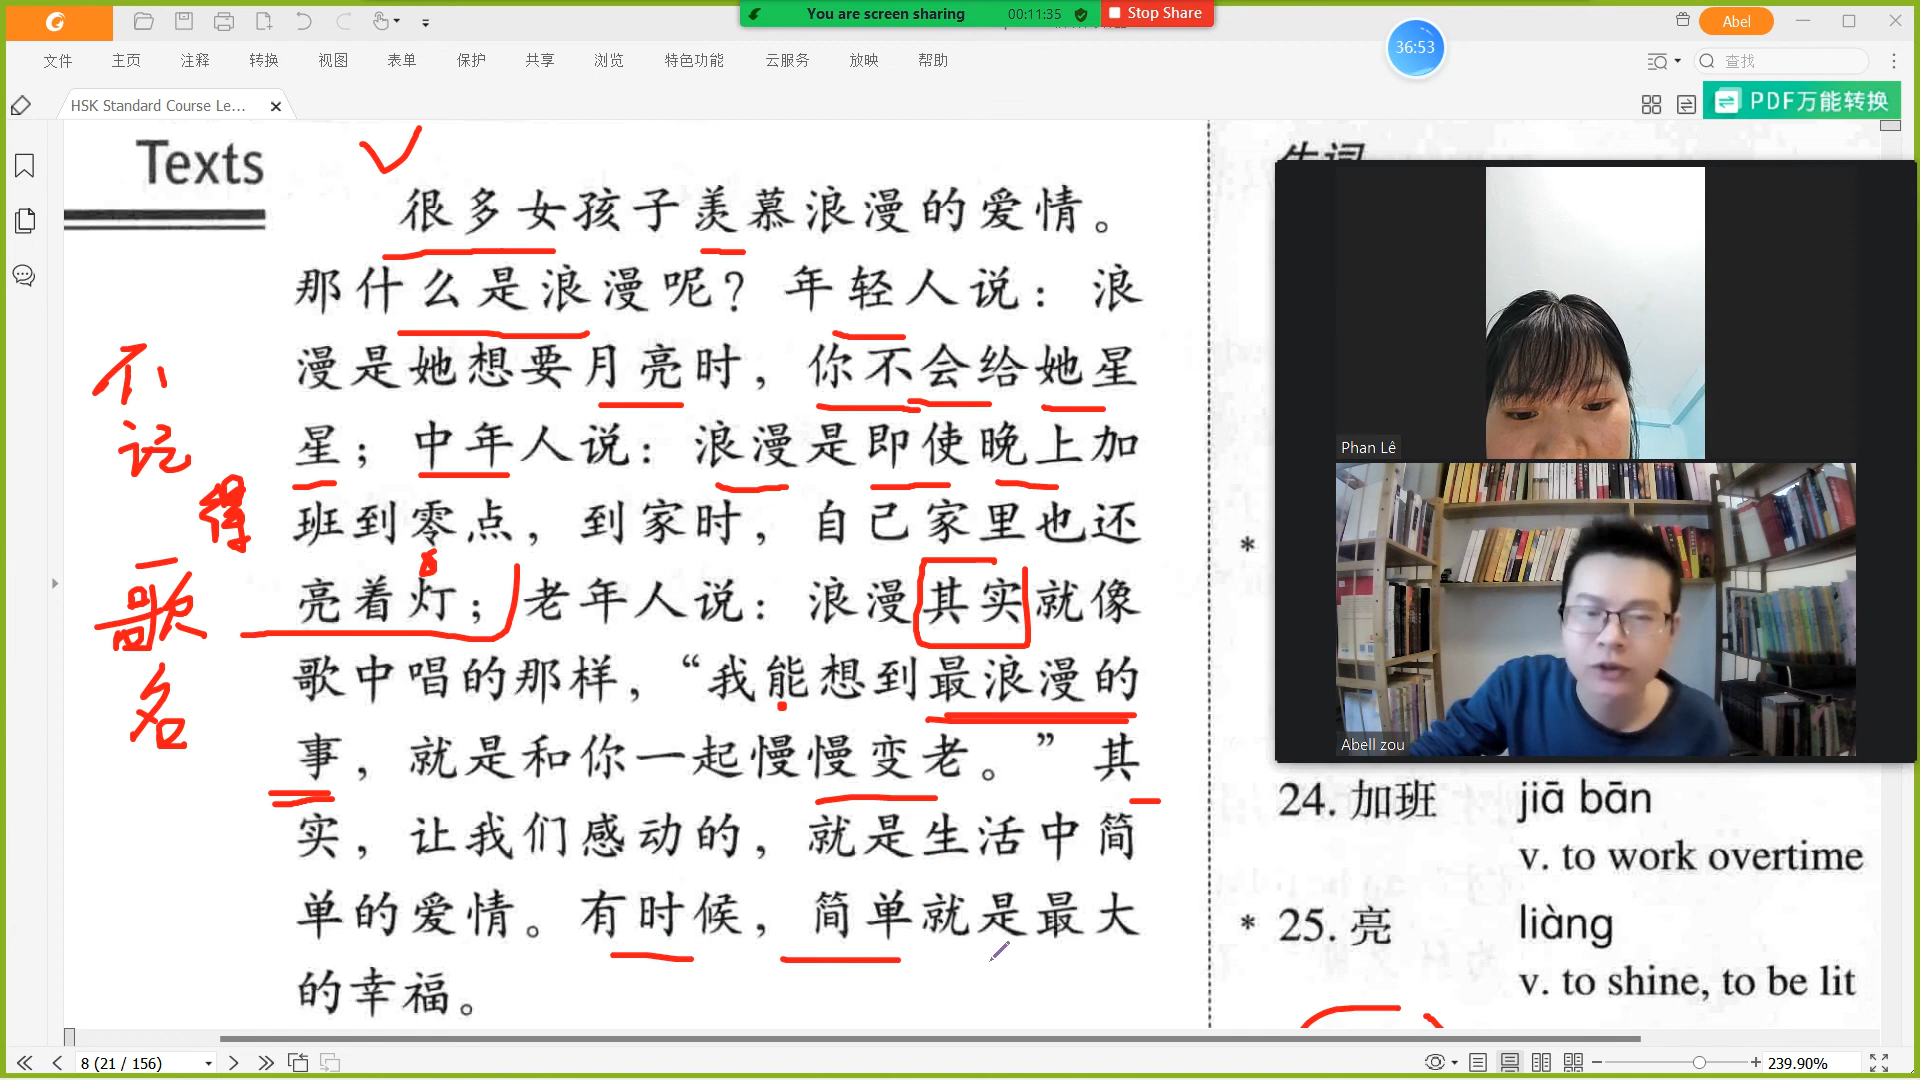 You are screen sharing
00:11:35
Stop Share
Abel
36:53
文件
主页
注释
转换
视图
表单
保护
共享
浏览
特色功能
云服务
放映
帮助
查找
HSK Standard Course Le...
PDF万能转换
Texts
很多女孩子羡慕浪漫的爱情。
那什么是浪漫呢？年轻人说：浪
漫是她想要月亮时，你不会给她星
星；中年人说：浪漫是即使晚上加
班到零点，到家时，自己家里也还
亮着灯；老年人说：浪漫其实就像
歌中唱的那样，“我能想到最浪漫的
事，就是和你一起慢慢变老。”其
实，让我们感动的，就是生活中简
单的爱情。有时候，简单就是最大
的幸福。
不
记
得
歌
名
生词
Phan Lê
Abell zou
*
24. 加班 jiā bān
v. to work overtime
* 25. 亮 liàng
v. to shine, to be lit
8 (21 / 156)
239.90%